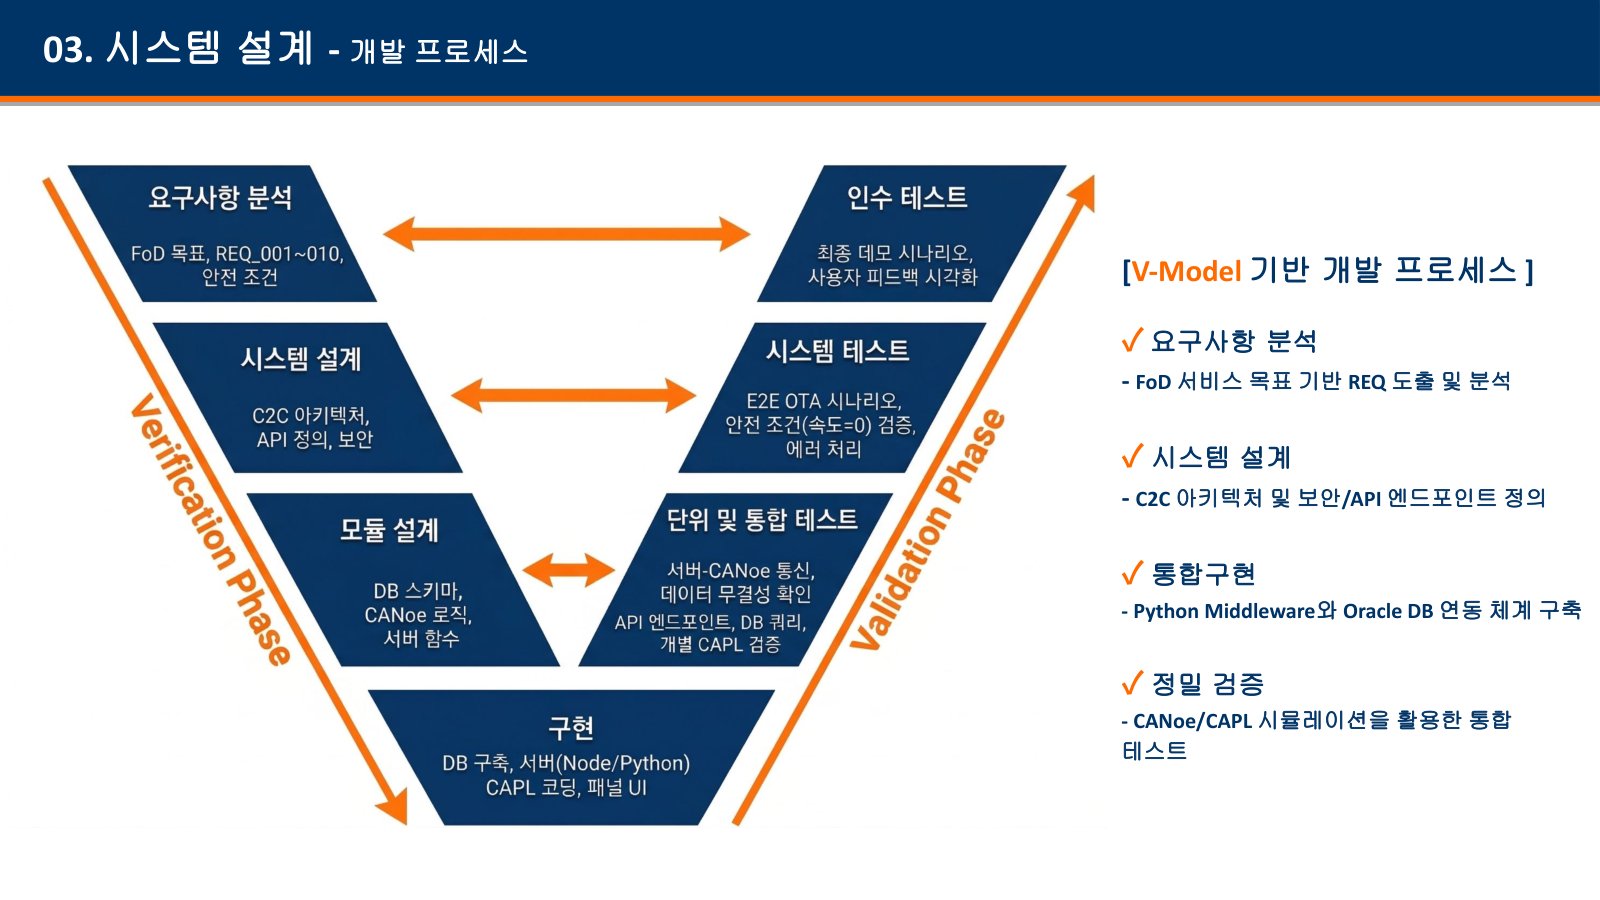 03. 시스템 설계 - 개발 프로세스
요구사항 분석
FoD 목표, REQ_001~010,
안전 조건
인수 테스트
최종 데모 시나리오,
사용자 피드백 시각화
시스템 설계
C2C 아키텍처,
API 정의, 보안
시스템 테스트
E2E OTA 시나리오,
안전 조건(속도=0) 검증,
에러 처리
모듈 설계
DB 스키마,
CANoe 로직,
서버 함수
단위 및 통합 테스트
서버-CANoe 통신,
데이터 무결성 확인
API 엔드포인트, DB 쿼리,
개별 CAPL 검증
구현
DB 구축, 서버(Node/Python)
CAPL 코딩, 패널 UI
Verification Phase
Validation Phase
[V-Model 기반 개발 프로세스 ]
✓ 요구사항 분석
- FoD 서비스 목표 기반 REQ 도출 및 분석
✓ 시스템 설계
- C2C 아키텍처 및 보안/API 엔드포인트 정의
✓ 통합구현
- Python Middleware와 Oracle DB 연동 체계 구축
✓ 정밀 검증
- CANoe/CAPL 시뮬레이션을 활용한 통합
테스트